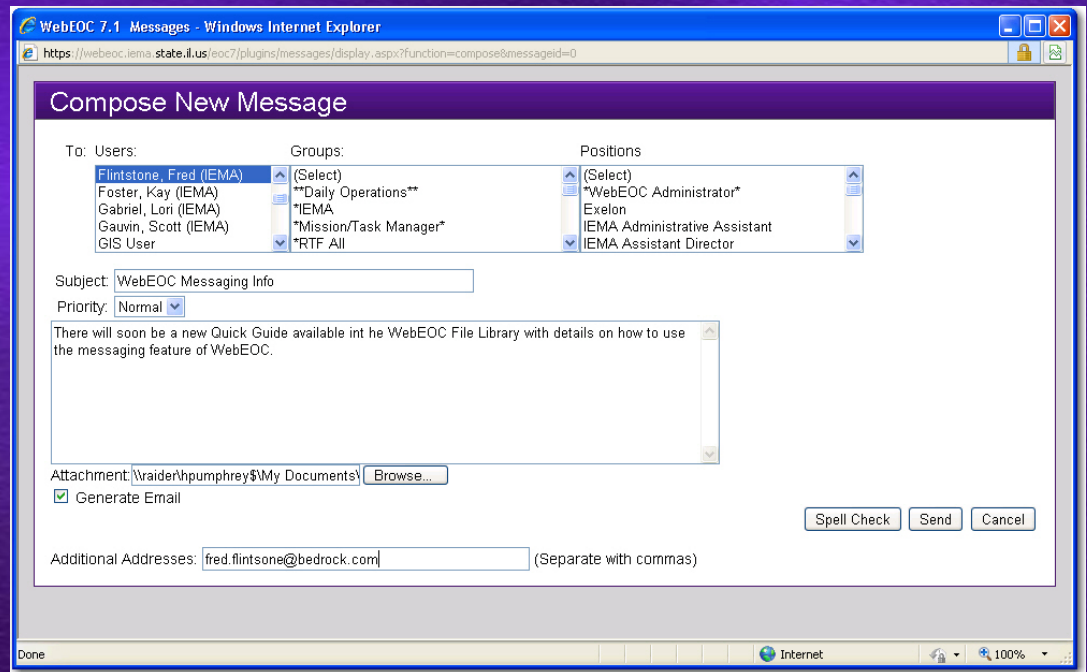 WebEOC 7.1 Messages - Windows Internet Explorer
https://webeoc.iema.state.il.us/eoc7/plugins/messages/display.aspx?function=compose&messageid=0
Compose New Message
To: Users: Groups: Positions
Flintstone, Fred (IEMA) (Select) (Select)
Foster, Kay (IEMA) **Daily Operations** *WebEOC Administrator*
Gabriel, Lori (IEMA) *IEMA Exelon
Gauvin, Scott (IEMA) *Mission/Task Manager* IEMA Administrative Assistant
GIS User *RTF All IEMA Assistant Director
Subject: WebEOC Messaging Info
Priority: Normal
There will soon be a new Quick Guide available int he WebEOC File Library with details on how to use
the messaging feature of WebEOC.
Attachment: \\raider\hpumphrey$\My Documents\ Browse...
Generate Email
Spell Check Send Cancel
Additional Addresses: fred.flintsone@bedrock.com (Separate with commas)
Done Internet 100%